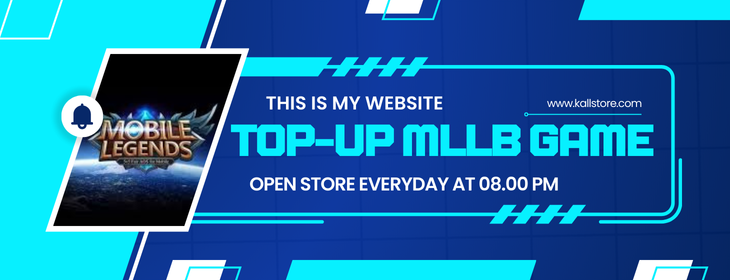 THIS IS MY WEBSITE
www.kallstore.com
TOP-UP MLLB GAME
OPEN STORE EVERYDAY AT 08.00 PM
MOBILE
LEGENDS